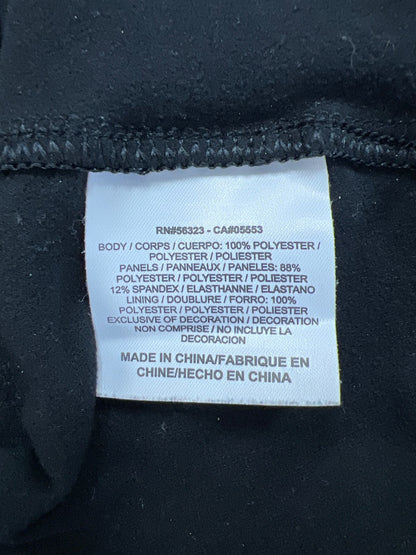 RN#56323 - CA#05553
BODY / CORPS / CUERPO: 100% POLYESTER /
POLYESTER / POLIESTER
PANELS / PANNEAUX / PANELES: 88%
POLYESTER / POLYESTER / POLIESTER
12% SPANDEX / ELASTHANNE / ELASTANO
LINING / DOUBLURE / FORRO: 100%
POLYESTER / POLYESTER / POLIESTER
EXCLUSIVE OF DECORATION / DECORATION
NON COMPRISE / NO INCLUYE LA
DECORACION
MADE IN CHINA/FABRIQUE EN
CHINE/HECHO EN CHINA